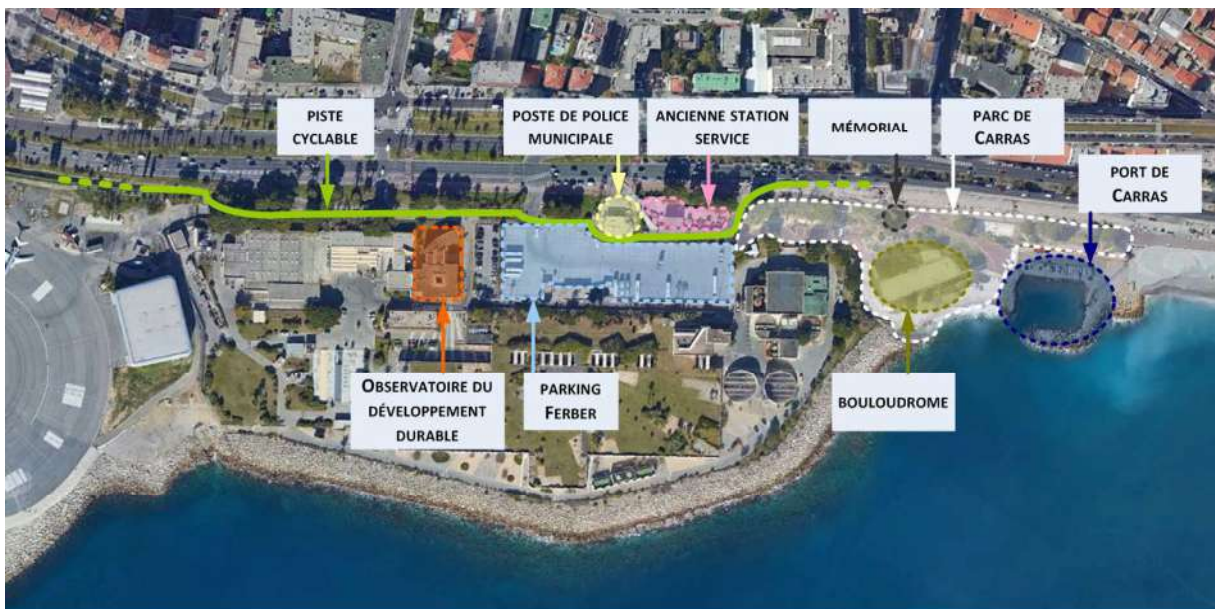 PISTE
CYCLABLE
POSTE DE POLICE
MUNICIPALE
ANCIENNE STATION
SERVICE
MÉMORIAL
PARC DE
CARRAS
PORT DE
CARRAS
OBSERVATOIRE DU
DÉVELOPPEMENT
DURABLE
PARKING
FERBER
BOULODROME